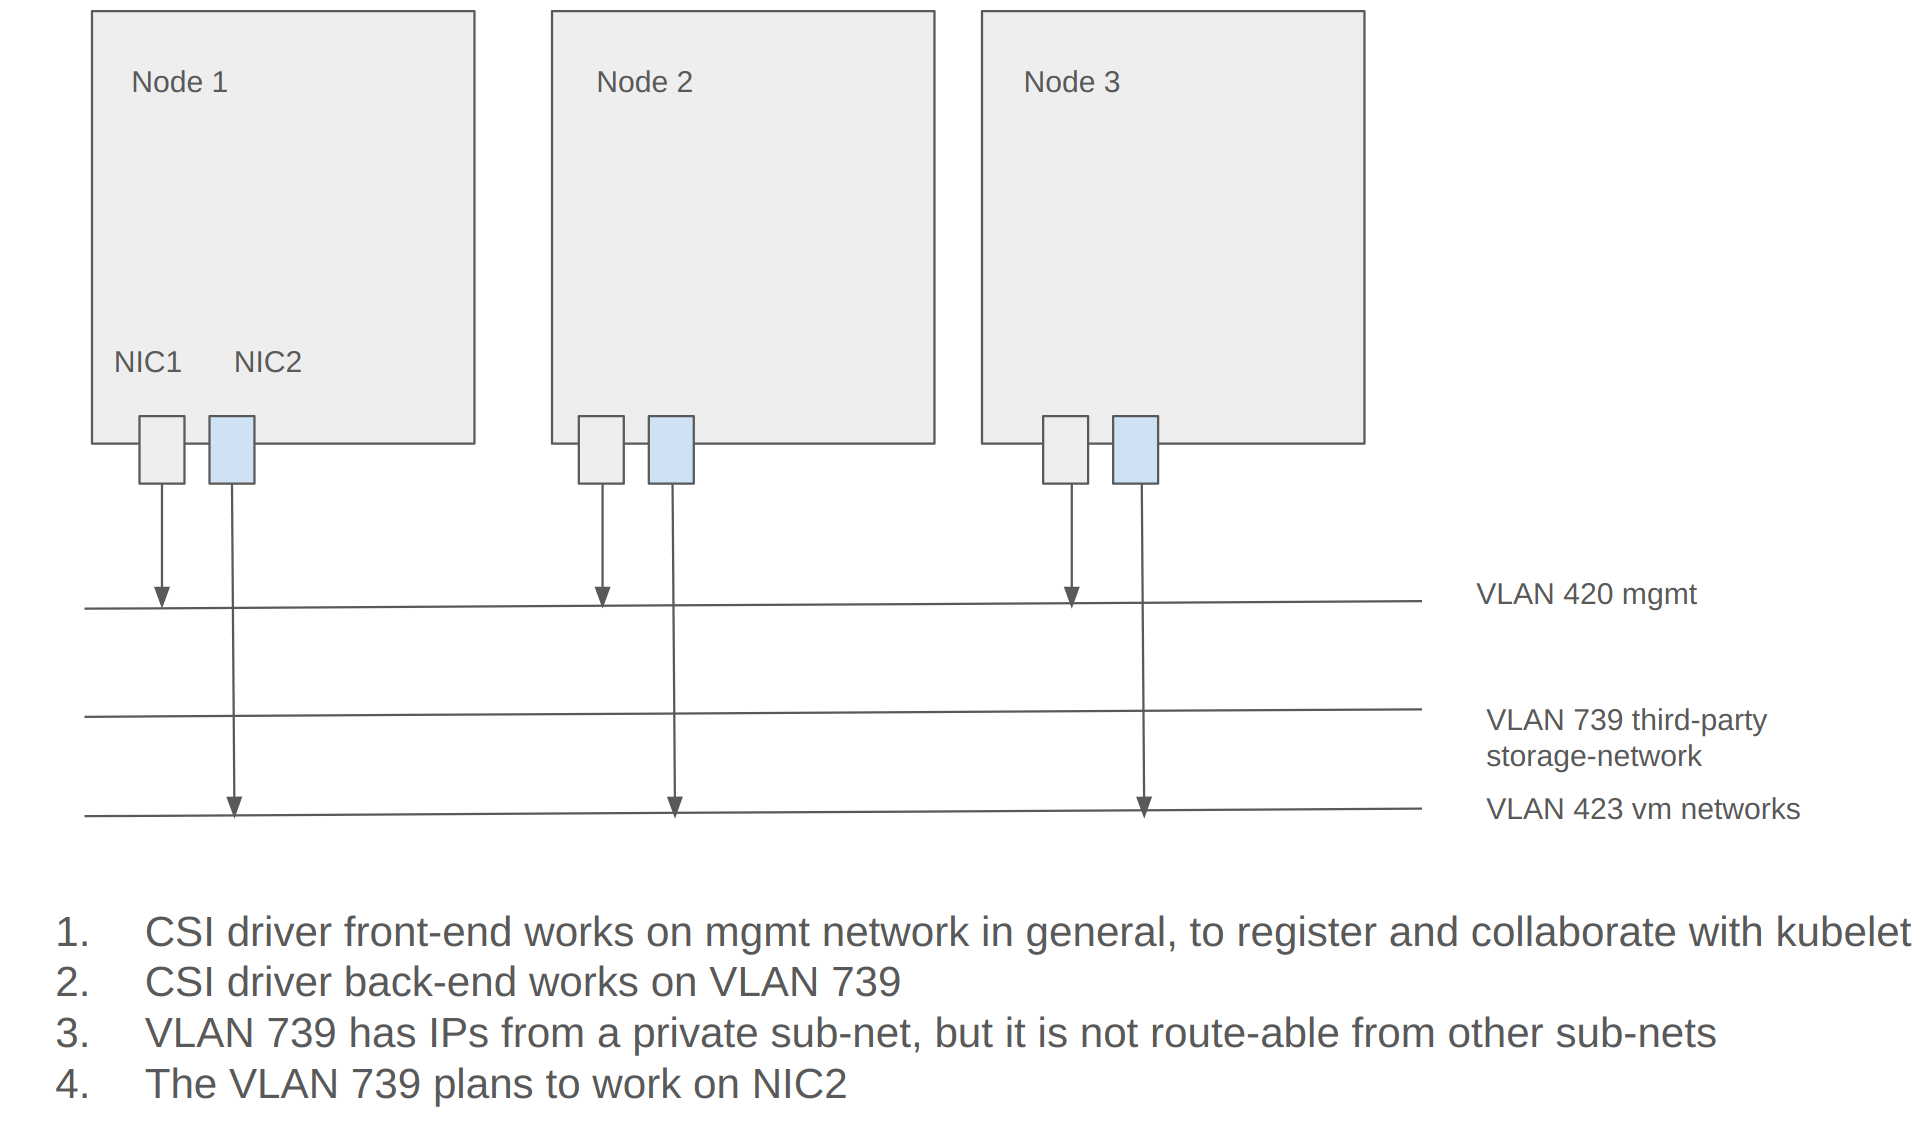 Node 1
Node 2
Node 3
NIC1
NIC2
VLAN 420 mgmt
VLAN 739 third-party
storage-network
VLAN 423 vm networks
1. CSI driver front-end works on mgmt network in general, to register and collaborate with kubelet
2. CSI driver back-end works on VLAN 739
3. VLAN 739 has IPs from a private sub-net, but it is not route-able from other sub-nets
4. The VLAN 739 plans to work on NIC2